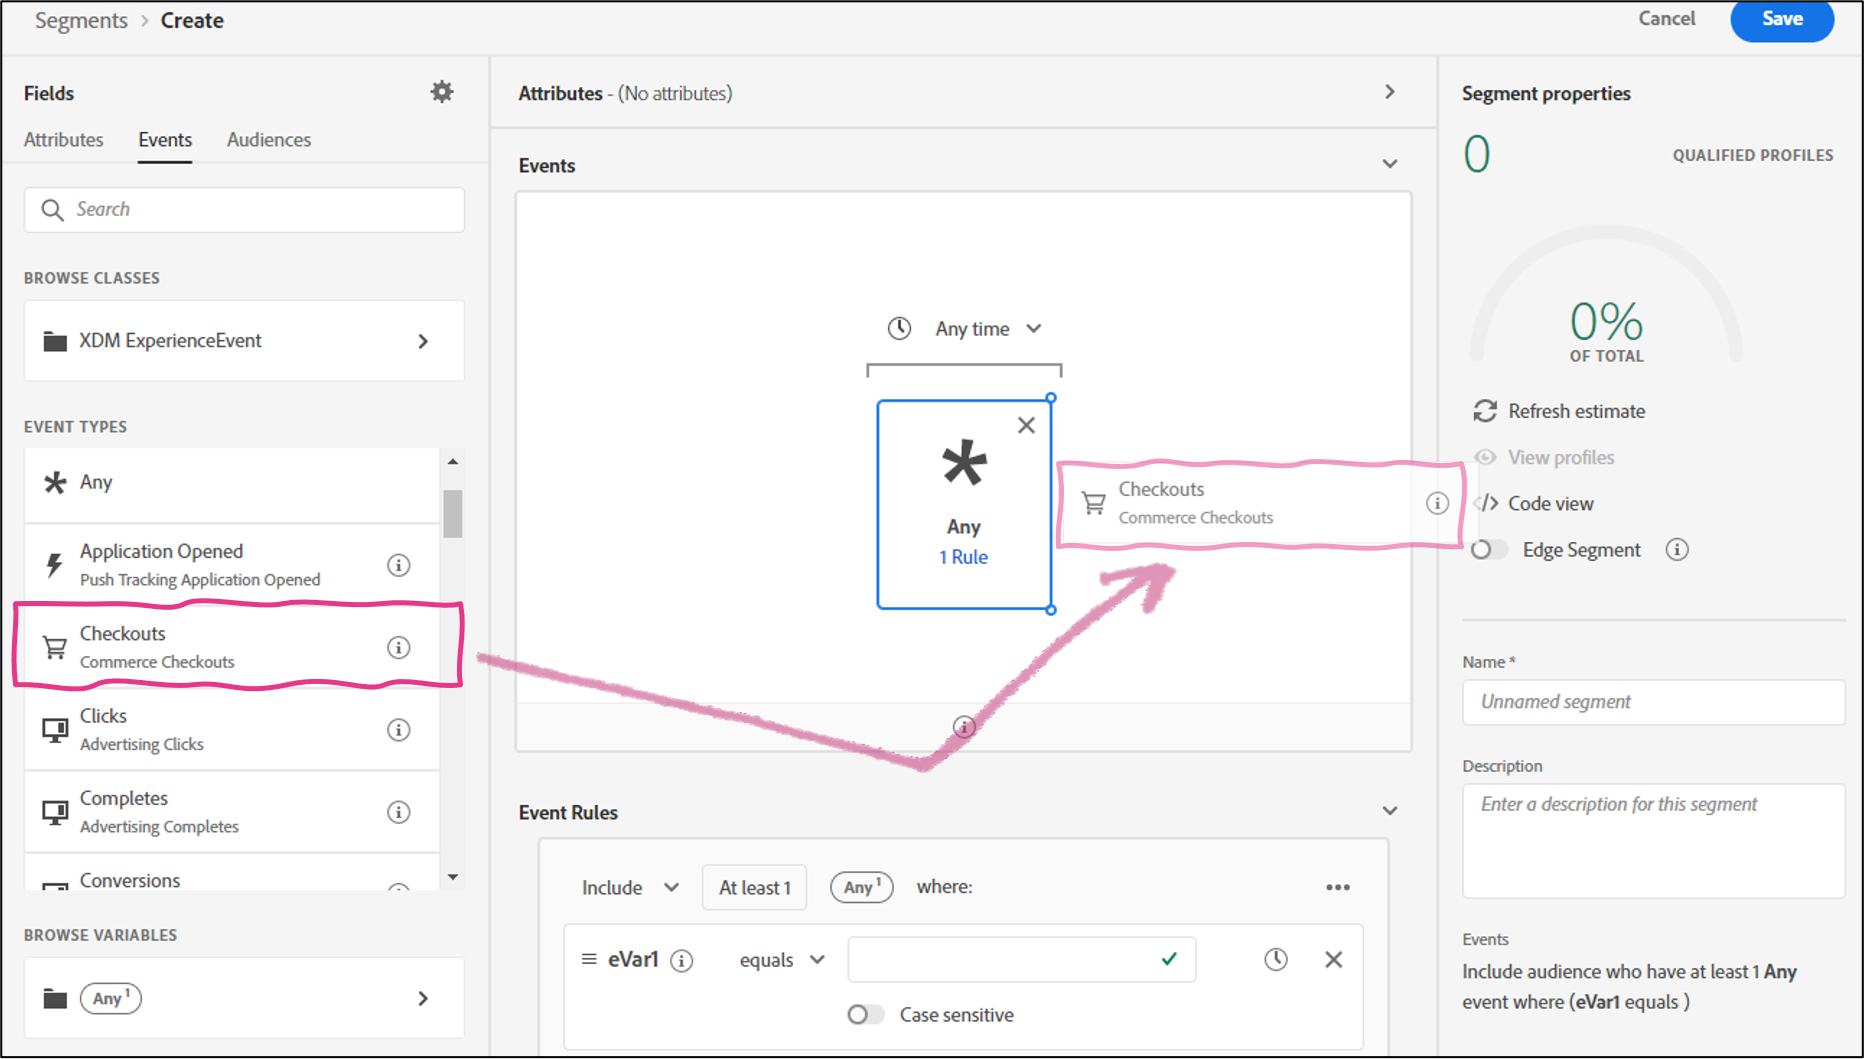 Segments > Create
Cancel
Save
Fields
Attributes
Events
Audiences
Search
BROWSE CLASSES
XDM ExperienceEvent
EVENT TYPES
Any
Application Opened
Push Tracking Application Opened
Checkouts
Commerce Checkouts
Clicks
Advertising Clicks
Completes
Advertising Completes
Conversions
BROWSE VARIABLES
Any 1
Attributes - (No attributes)
Events
Any time
Any
1 Rule
Checkouts
Commerce Checkouts
Event Rules
Include
At least 1
Any 1
where:
eVar1
equals
Case sensitive
Segment properties
0
QUALIFIED PROFILES
0%
OF TOTAL
Refresh estimate
View profiles
Code view
Edge Segment
Name *
Unnamed segment
Description
Enter a description for this segment
Events
Include audience who have at least 1 Any
event where (eVar1 equals )